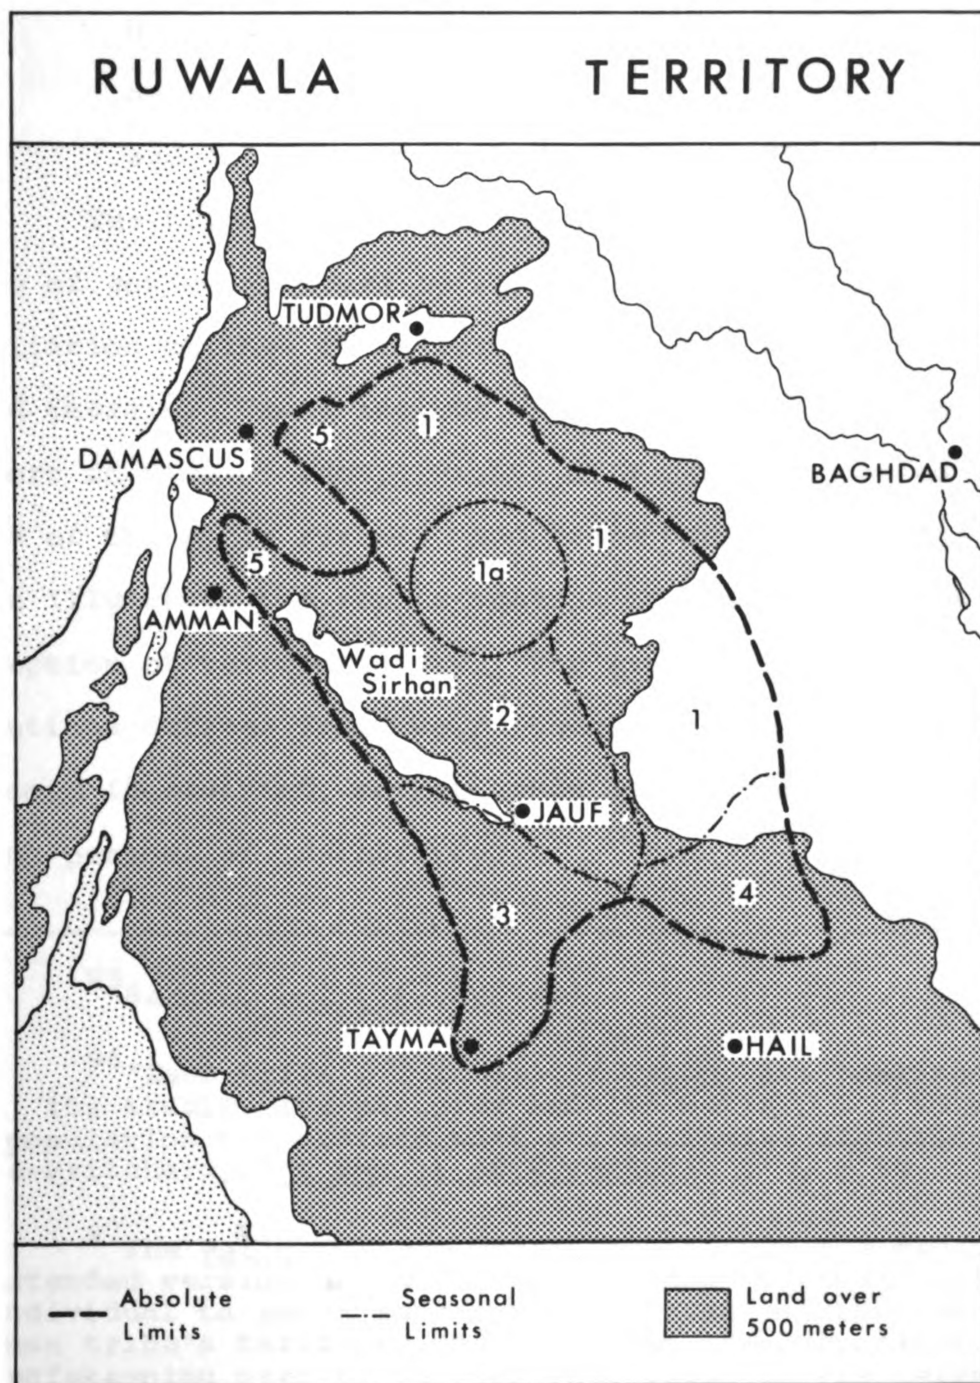 RUWALA TERRITORY
TUDMOR
5
1
DAMASCUS
BAGHDAD
1
5
1a
AMMAN
Wadi
Sirhan
2
1
JAUF
4
3
TAYMA
HAIL
Absolute
Limits
Seasonal
Limits
Land over
500 meters